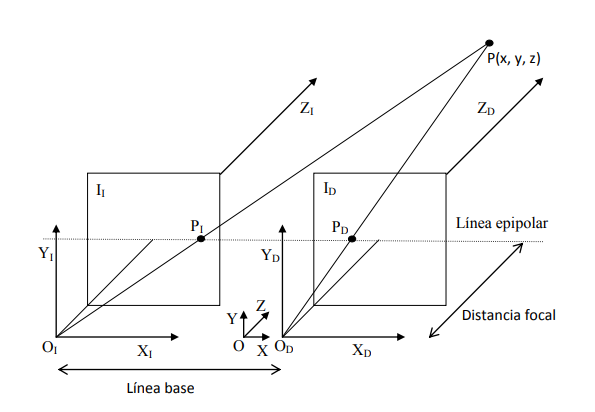 P(x, y, z)
Z_I
Z_D
I_I
I_D
P_I
P_D
Línea epipolar
Y_I
Y_D
Z
Y
Distancia focal
O_I
X_I
O
X
O_D
X_D
Línea base